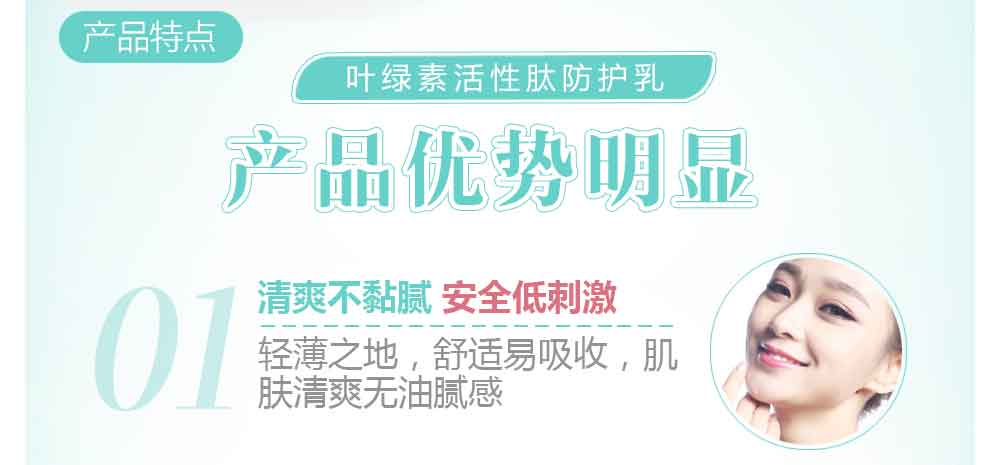 产品特点
叶绿素活性肽防护乳
产品优势明显
01
清爽不黏腻 安全低刺激
轻薄之地，舒适易吸收，肌
肤清爽无油腻感